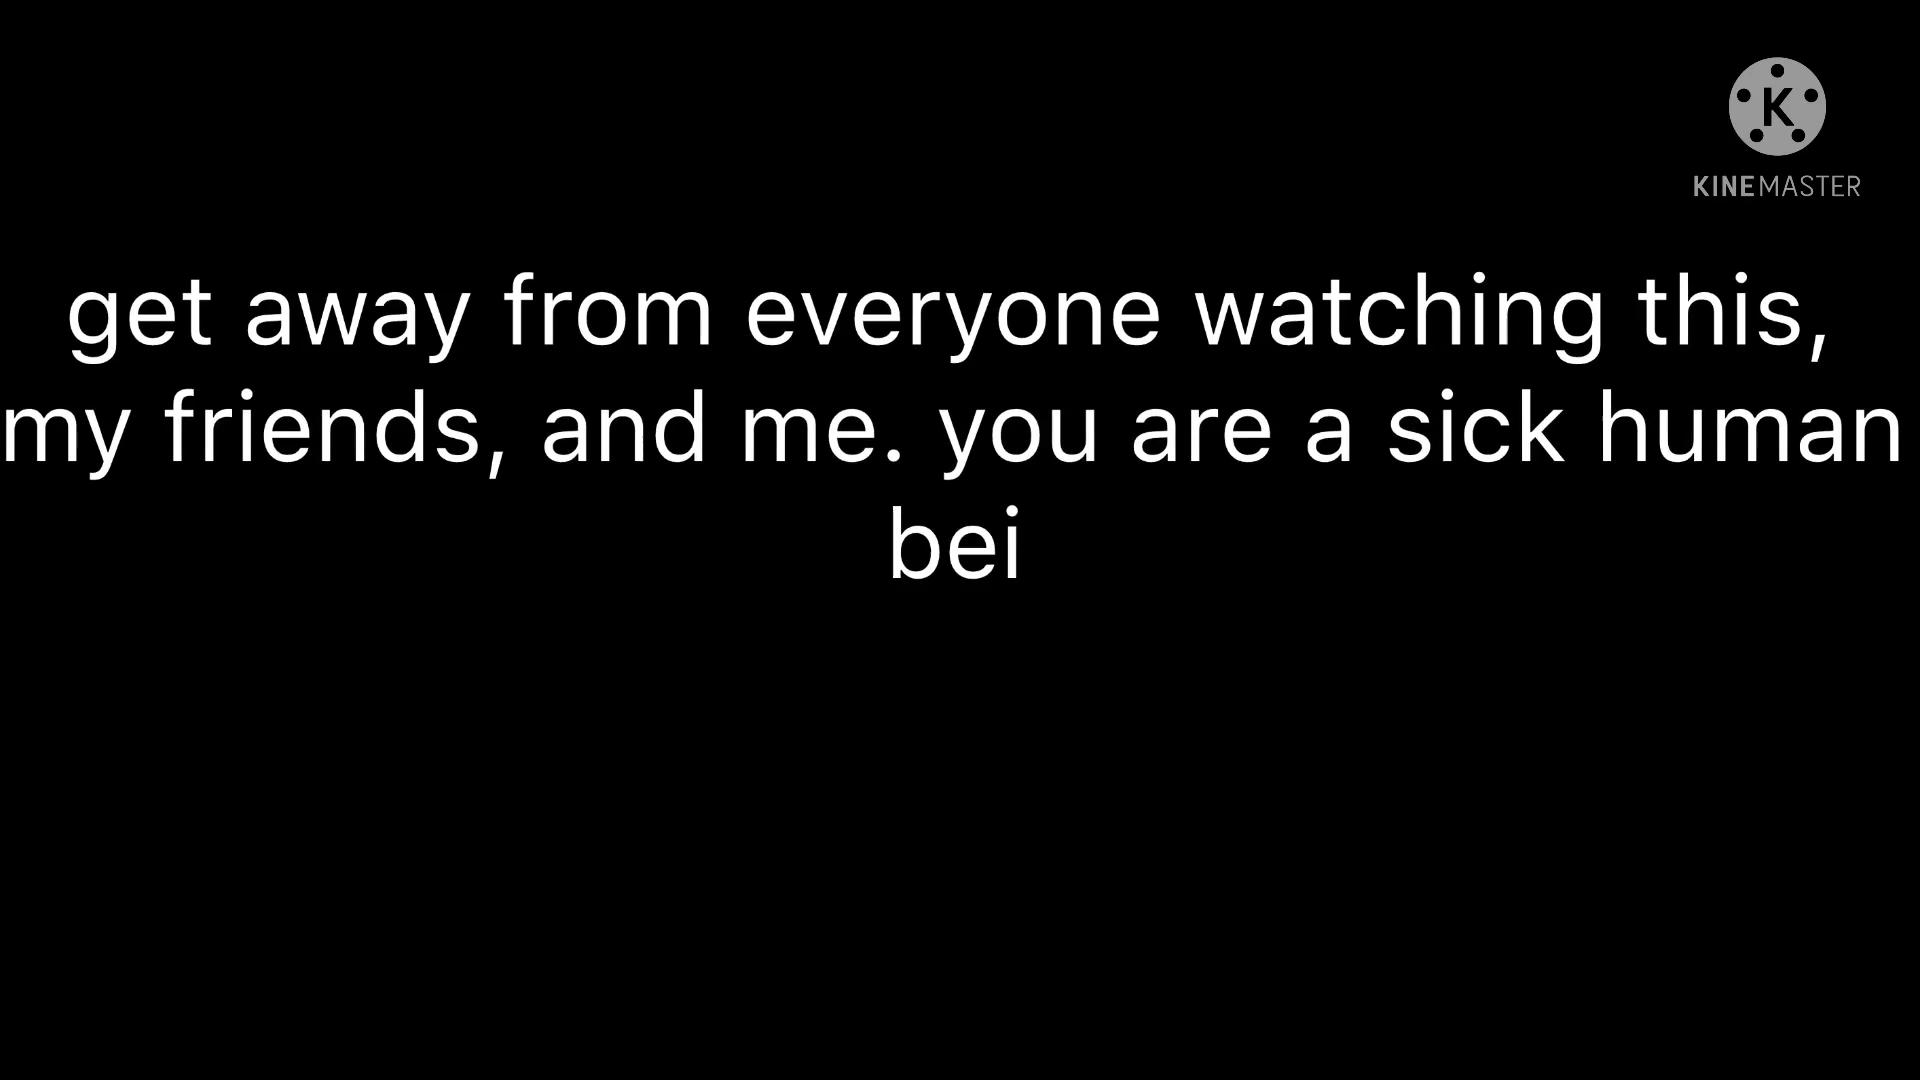 K
KINEMASTER
get away from everyone watching this,
my friends, and me. you are a sick human
bei